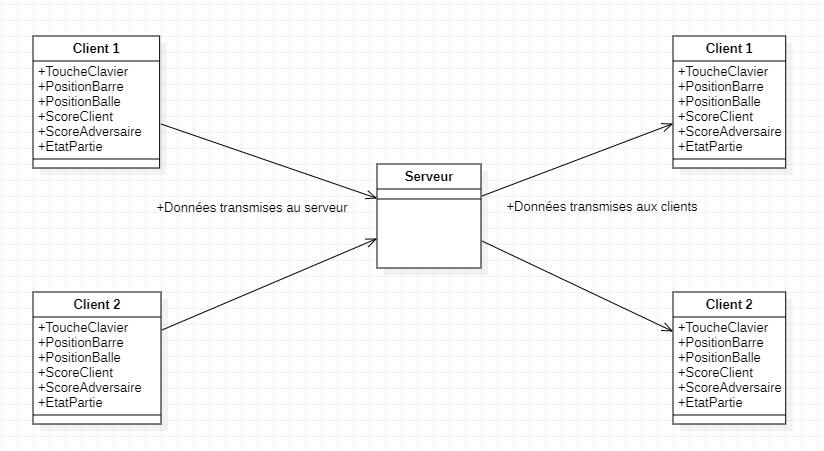 Client 1
+ToucheClavier
+PositionBarre
+PositionBalle
+ScoreClient
+ScoreAdversaire
+EtatPartie
Client 1
+ToucheClavier
+PositionBarre
+PositionBalle
+ScoreClient
+ScoreAdversaire
+EtatPartie
Serveur
+Données transmises au serveur
+Données transmises aux clients
Client 2
+ToucheClavier
+PositionBarre
+PositionBalle
+ScoreClient
+ScoreAdversaire
+EtatPartie
Client 2
+ToucheClavier
+PositionBarre
+PositionBalle
+ScoreClient
+ScoreAdversaire
+EtatPartie